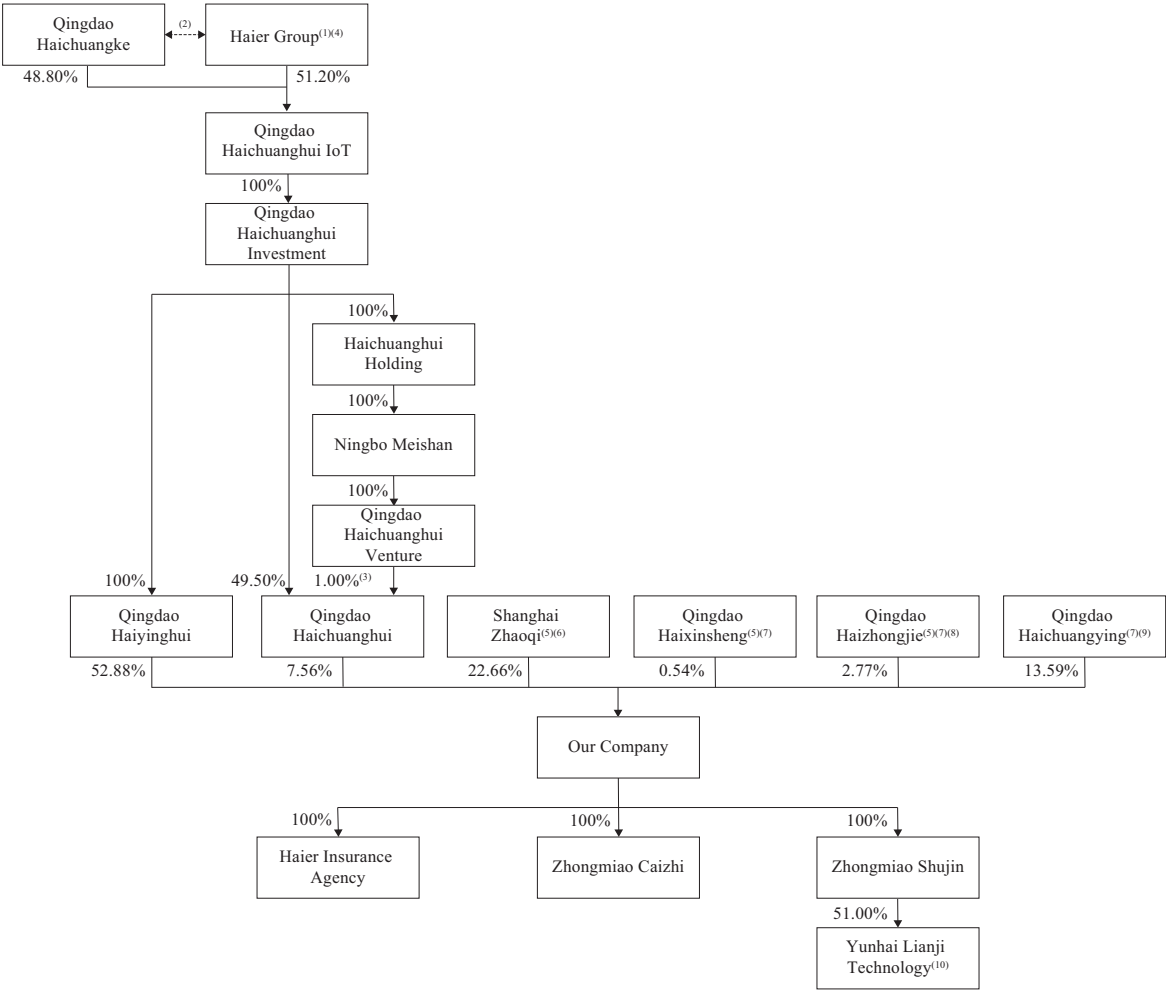 Qingdao
Haichuangke
(2)
Haier Group(1)(4)
48.80%
51.20%
Qingdao
Haichuanghui IoT
100%
Qingdao
Haichuanghui
Investment
100%
Haichuanghui
Holding
100%
Ningbo Meishan
100%
Qingdao
Haichuanghui
Venture
100%
49.50%
1.00%(3)
Qingdao
Haiyinghui
Qingdao
Haichuanghui
Shanghai
Zhaoqi(5)(6)
Qingdao
Haixinsheng(5)(7)
Qingdao
Haizhongjie(5)(7)(8)
Qingdao
Haichuangying(7)(9)
52.88%
7.56%
22.66%
0.54%
2.77%
13.59%
Our Company
100%
100%
100%
Haier Insurance
Agency
Zhongmiao Caizhi
Zhongmiao Shujin
51.00%
Yunhai Lianji
Technology(10)